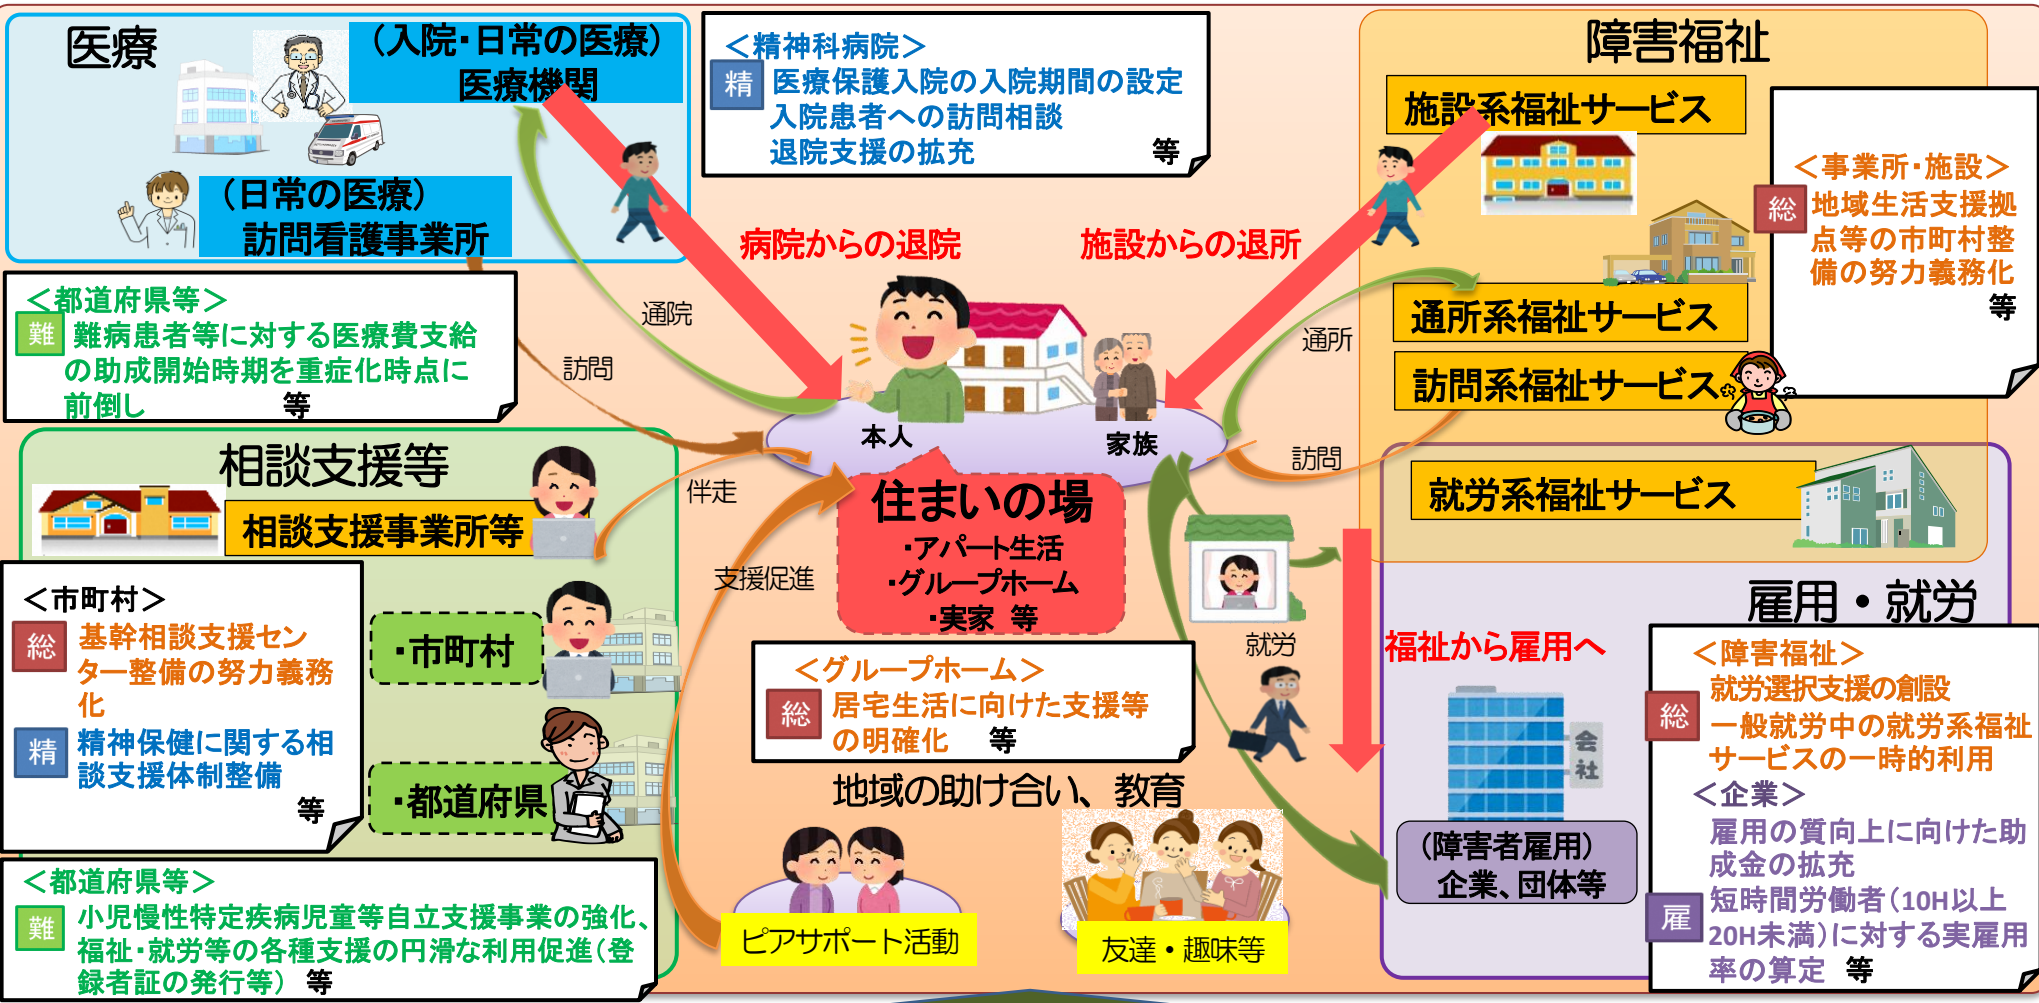 医療
（入院・日常の医療）
医療機関
（日常の医療）
訪問看護事業所
＜精神科病院＞
精
医療保護入院の入院期間の設定
入院患者への訪問相談
退院支援の拡充 等
障害福祉
施設系福祉サービス
＜事業所・施設＞
総
地域生活支援拠
点等の市町村整
備の努力義務化
等
通所系福祉サービス
訪問系福祉サービス
就労系福祉サービス
病院からの退院
施設からの退所
通院
訪問
通所
訪問
＜都道府県等＞
難
難病患者等に対する医療費支給
の助成開始時期を重症化時点に
前倒し 等
本人
家族
相談支援等
相談支援事業所等
伴走
支援促進
住まいの場
・アパート生活
・グループホーム
・実家 等
＜市町村＞
総
基幹相談支援セン
ター整備の努力義務
化
精
精神保健に関する相
談支援体制整備
等
・市町村
・都道府県
＜グループホーム＞
総
居宅生活に向けた支援等
の明確化 等
就労
福祉から雇用へ
雇用・就労
会社
（障害者雇用）
企業、団体等
＜障害福祉＞
就労選択支援の創設
総
一般就労中の就労系福祉
サービスの一時的利用
＜企業＞
雇用の質向上に向けた助
成金の拡充
雇
短時間労働者（10H以上
20H未満）に対する実雇用
率の算定 等
地域の助け合い、教育
ピアサポート活動
友達・趣味等
＜都道府県等＞
難
小児慢性特定疾病児童等自立支援事業の強化、
福祉・就労等の各種支援の円滑な利用促進（登
録者証の発行等） 等